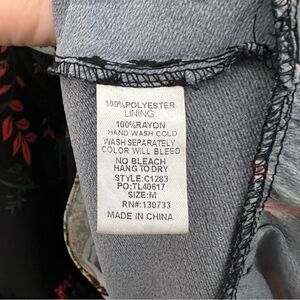 100%POLYESTER
LINING
100%RAYON
HAND WASH COLD
WASH SEPARATELY
COLOR WILL BLEED
NO BLEACH
HANG TO DRY
STYLE:C1283
PO:TL40617
SIZE:M
RN#:130733
MADE IN CHINA